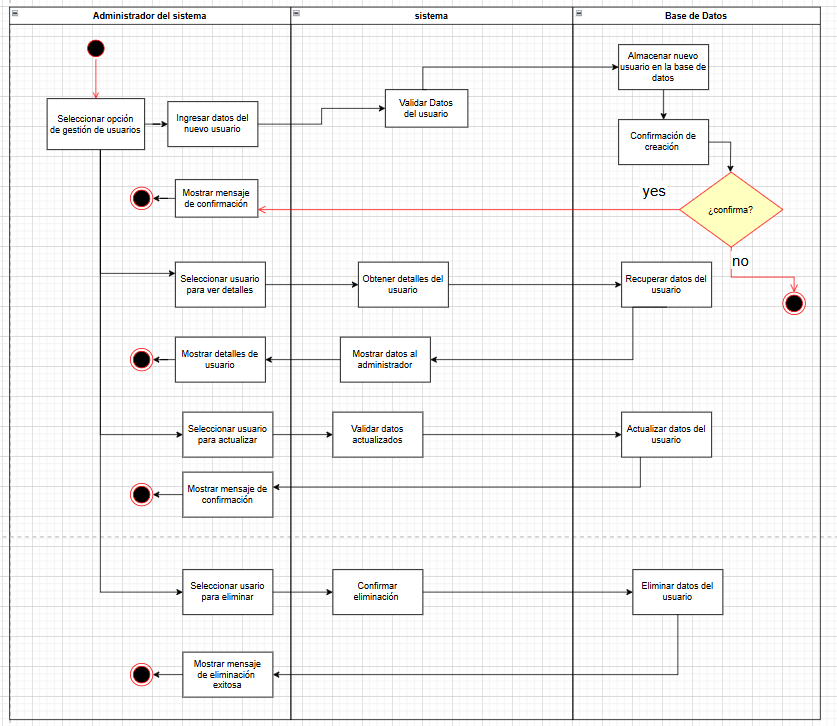 Administrador del sistema
sistema
Base de Datos
Seleccionar opción
de gestión de usuarios
Ingresar datos del
nuevo usuario
Validar Datos
del usuario
Almacenar nuevo
usuario en la base de
datos
Confirmación de
creación
¿confirma?
yes
no
Mostrar mensaje
de confirmación
Seleccionar usuario
para ver detalles
Obtener detalles del
usuario
Recuperar datos del
usuario
Mostrar detalles de
usuario
Mostrar datos al
administrador
Seleccionar usuario
para actualizar
Validar datos
actualizados
Actualizar datos del
usuario
Mostrar mensaje de
confirmación
Seleccionar usario
para eliminar
Confirmar
eliminación
Eliminar datos del
usuario
Mostrar mensaje
de eliminación
exitosa